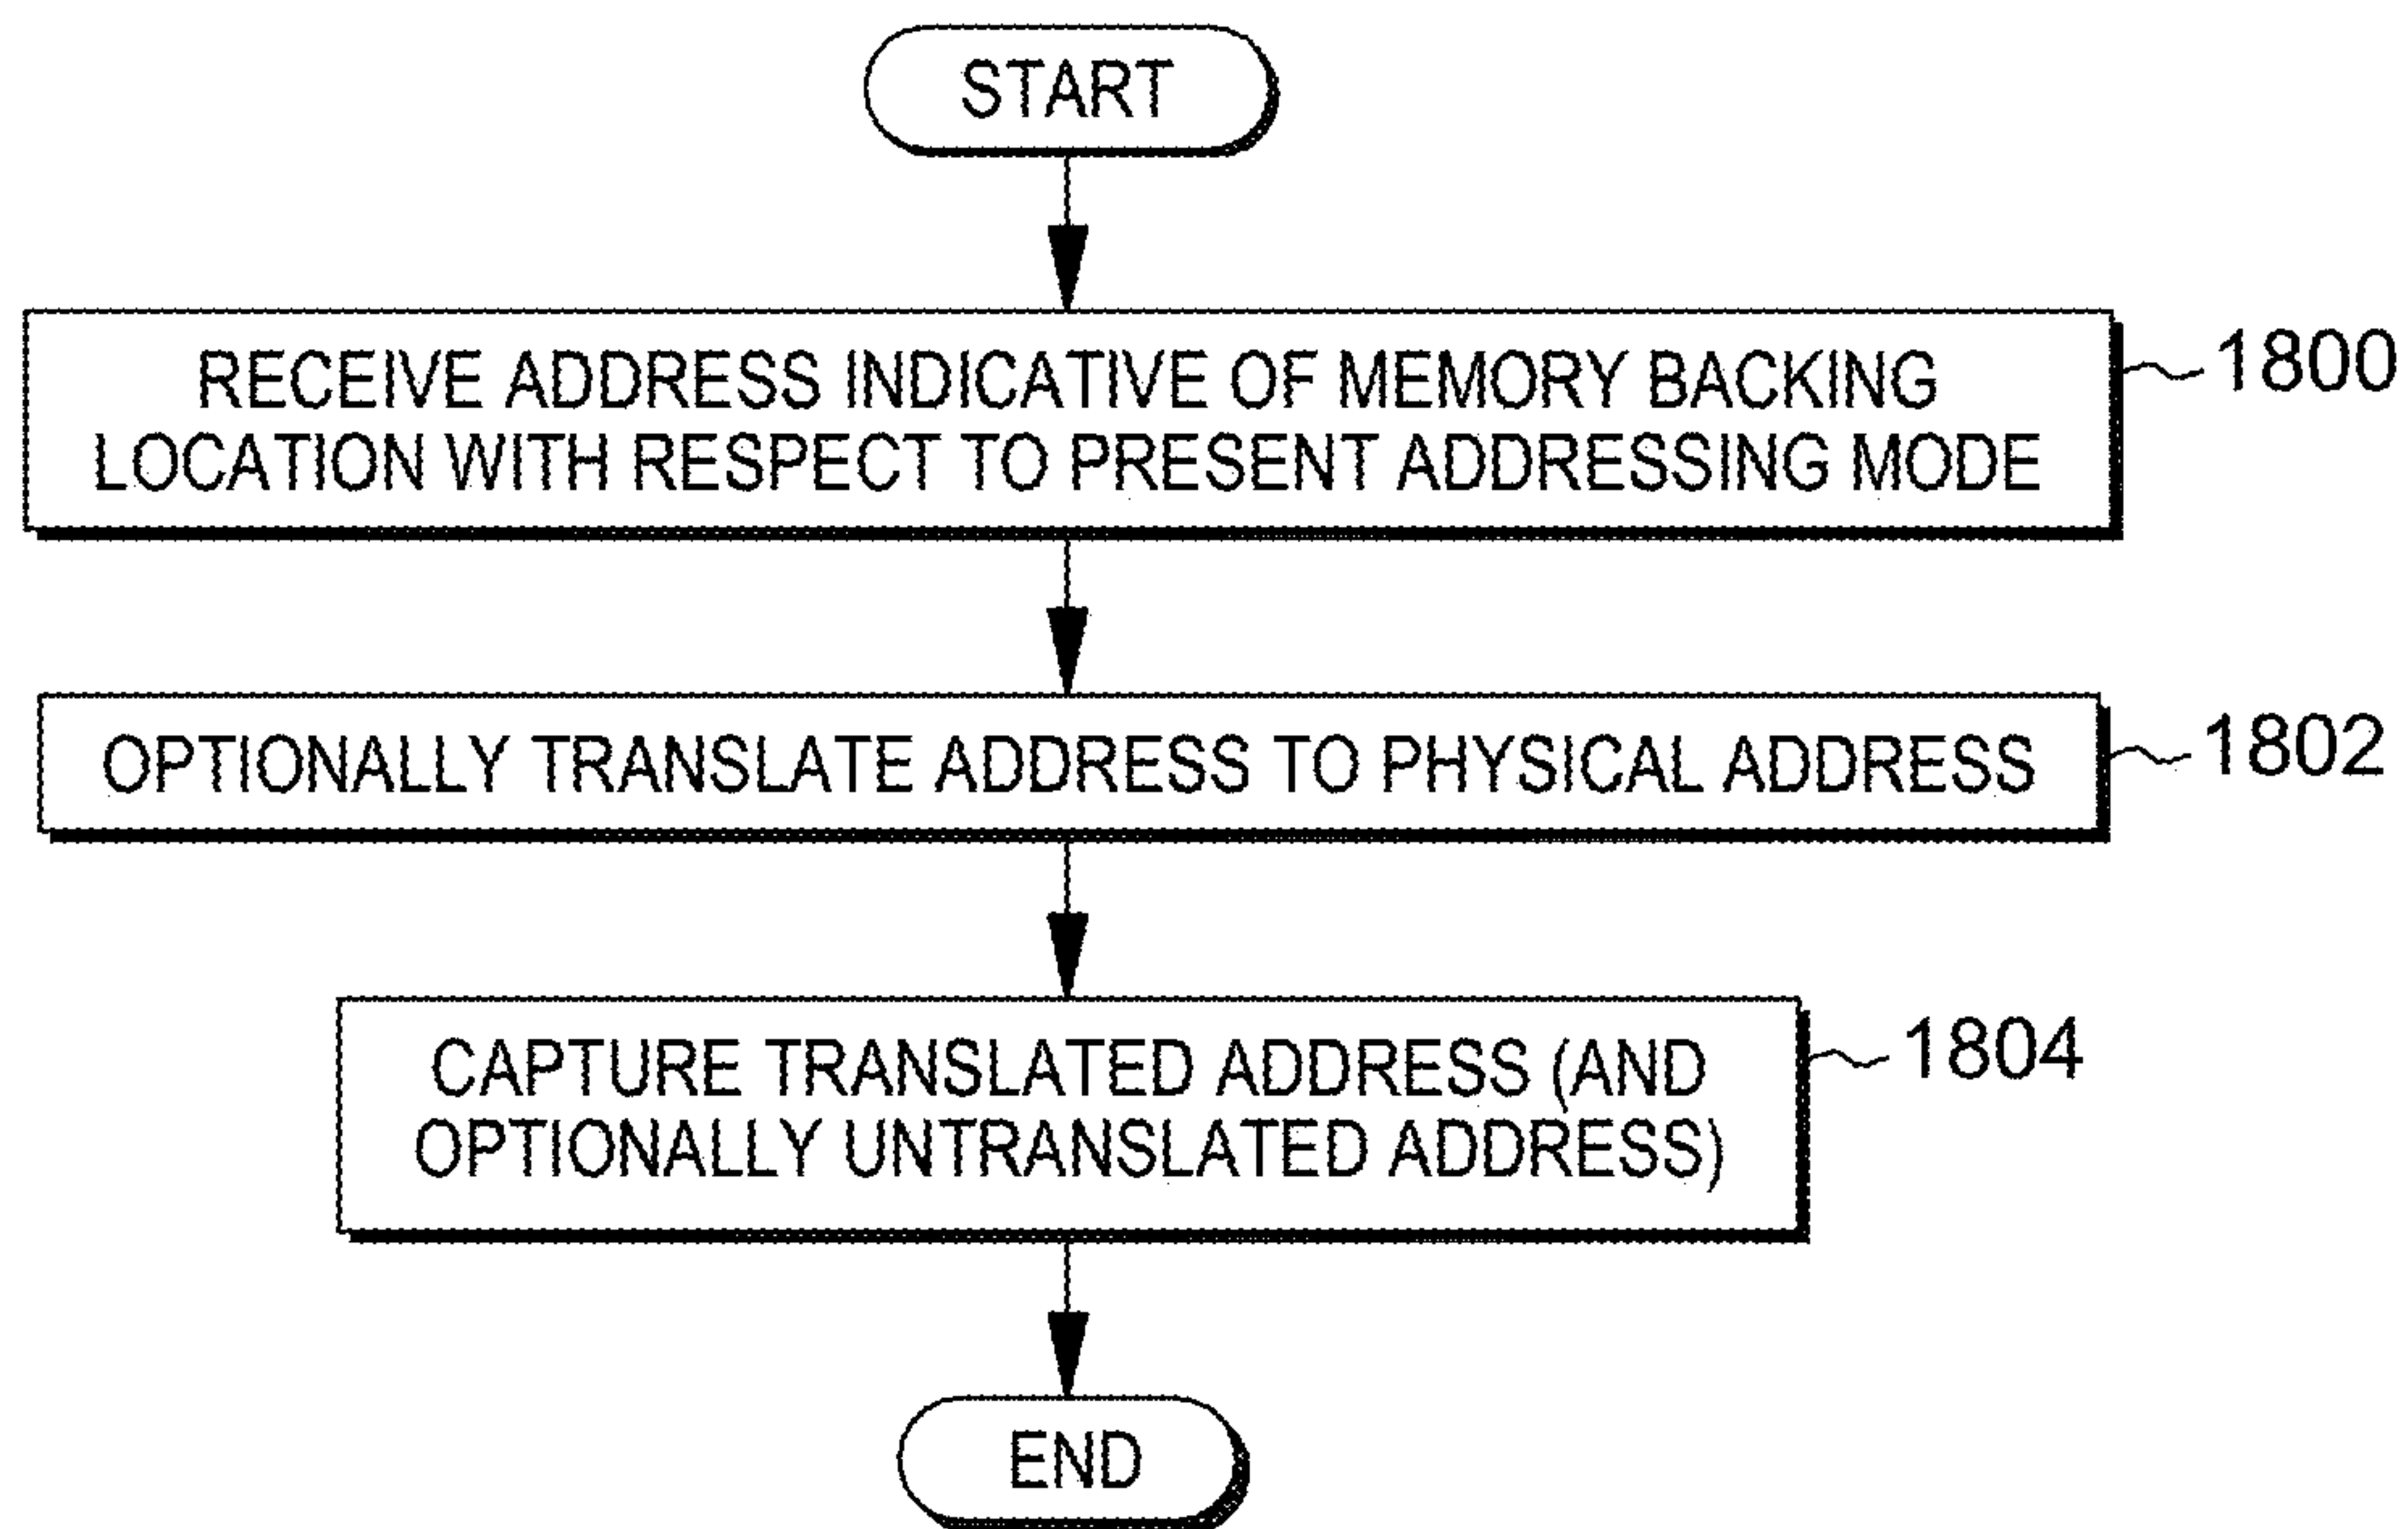 START
RECEIVE ADDRESS INDICATIVE OF MEMORY BACKING
LOCATION WITH RESPECT TO PRESENT ADDRESSING MODE
1800
OPTIONALLY TRANSLATE ADDRESS TO PHYSICAL ADDRESS
1802
CAPTURE TRANSLATED ADDRESS (AND
OPTIONALLY UNTRANSLATED ADDRESS)
1804
END